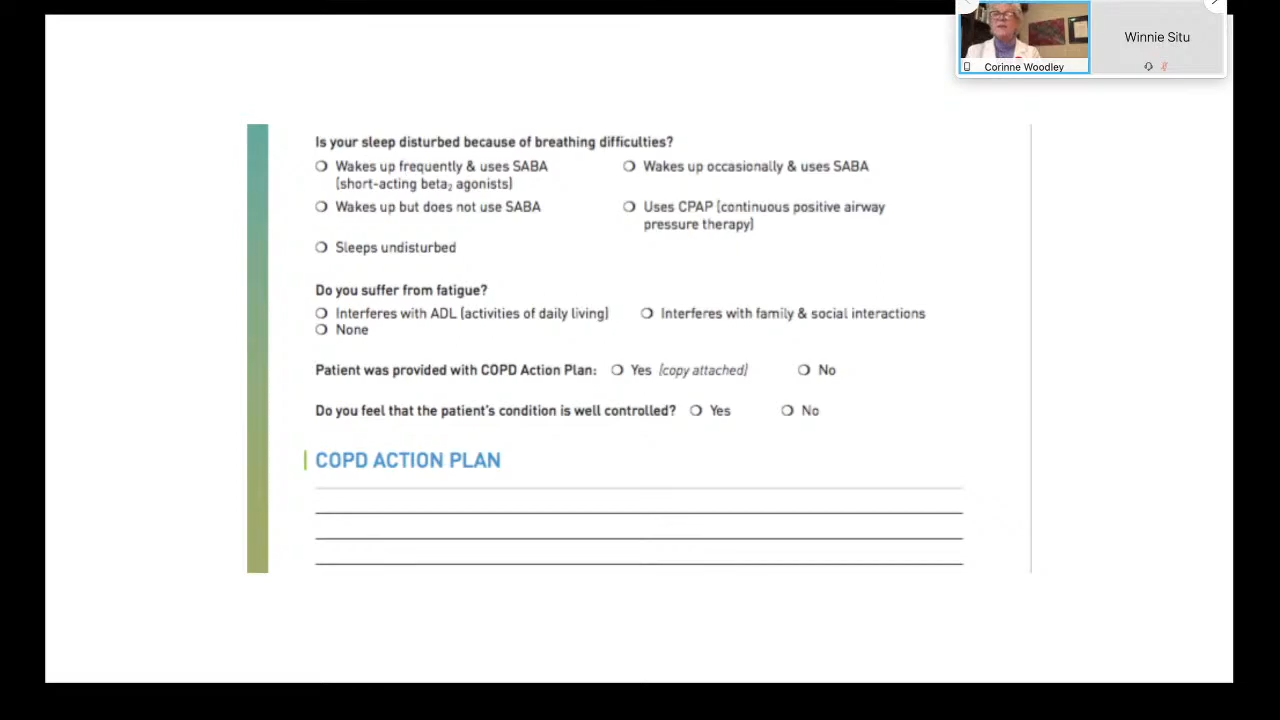 Winnie Situ
Corinne Woodley
Is your sleep disturbed because of breathing difficulties?
Wakes up frequently & uses SABA
(short-acting beta₂ agonists)
Wakes up occasionally & uses SABA
Wakes up but does not use SABA
Uses CPAP (continuous positive airway
pressure therapy)
Sleeps undisturbed
Do you suffer from fatigue?
Interferes with ADL (activities of daily living)
Interferes with family & social interactions
None
Patient was provided with COPD Action Plan: Yes (copy attached) No
Do you feel that the patient's condition is well controlled? Yes No
COPD ACTION PLAN